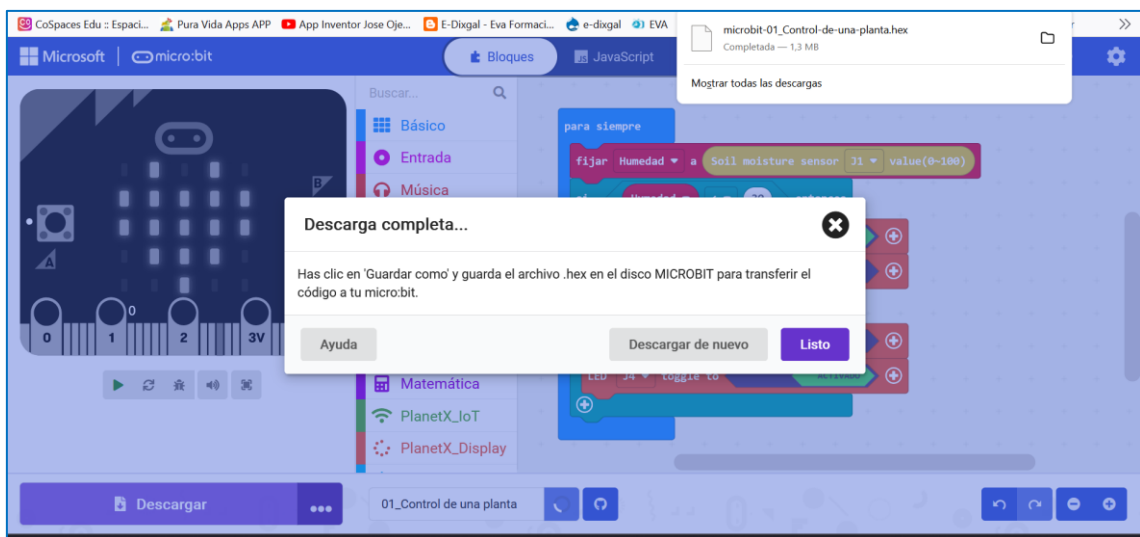 CoSpaces Edu :: Espaci... Pura Vida Apps APP App Inventor Jose Oje... E-Dixgal - Eva Formaci... e-dixgal EVA
microbit-01_Control-de-una-planta.hex
Completada — 1,3 MB
Mostrar todas las descargas
Microsoft micro:bit Bloques JavaScript
Buscar...
Básico
Entrada
Música
Matemática
PlanetX_IoT
PlanetX_Display
para siempre
fijar Humedad a Soil moisture sensor J1 value(0~100)
LED J4 toggle to
B
A
0
0 1 2 3V
Descarga completa...
Has clic en 'Guardar como' y guarda el archivo .hex en el disco MICROBIT para transferir el
código a tu micro:bit.
Ayuda Descargar de nuevo Listo
Descargar 01_Control de una planta